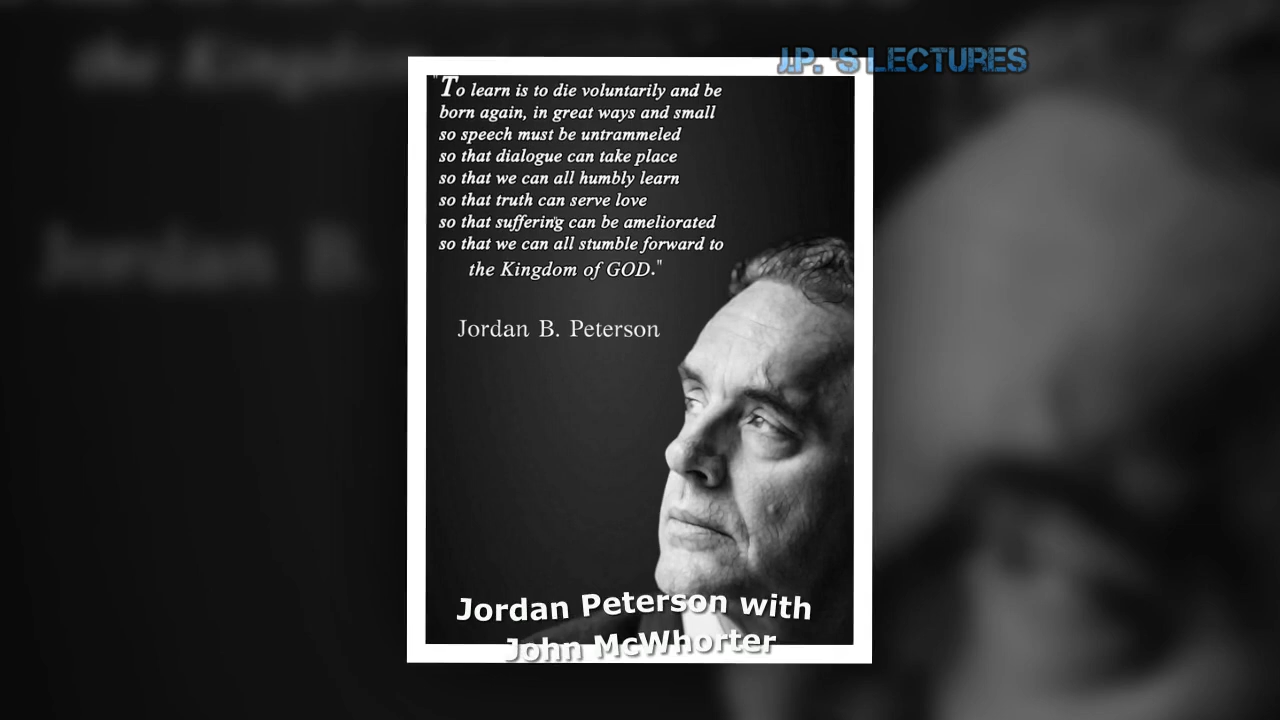 J.P. 'S LECTURES
"To learn is to die voluntarily and be
born again, in great ways and small
so speech must be untrammeled
so that dialogue can take place
so that we can all humbly learn
so that truth can serve love
so that suffering can be ameliorated
so that we can all stumble forward to
the Kingdom of GOD."
Jordan B. Peterson
Jordan Peterson with
John McWhorter
the Kingdom
Jordan B.